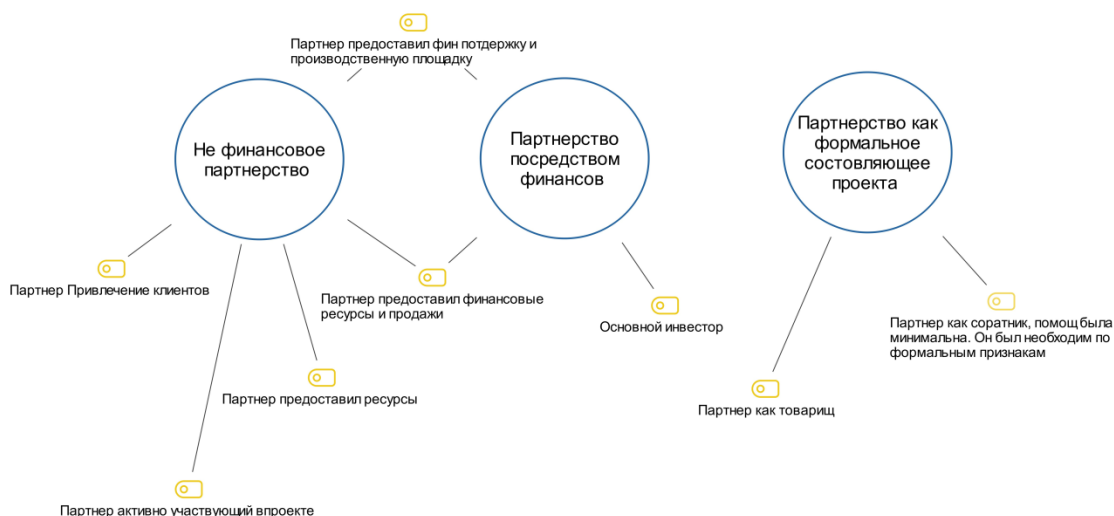 Партнер предоставил фин потдержку и
производственную площадку
Не финансовое
партнерство
Партнерство
посредством
финансов
Партнерство как
формальное
состовляющее
проекта
Партнер Привлечение клиентов
Партнер предоставил финансовые
ресурсы и продажи
Основной инвестор
Партнер как соратник, помощ была
минимальна. Он был необходим по
формальным признакам
Партнер предоставил ресурсы
Партнер как товарищ
Партнер активно участвующий впроекте